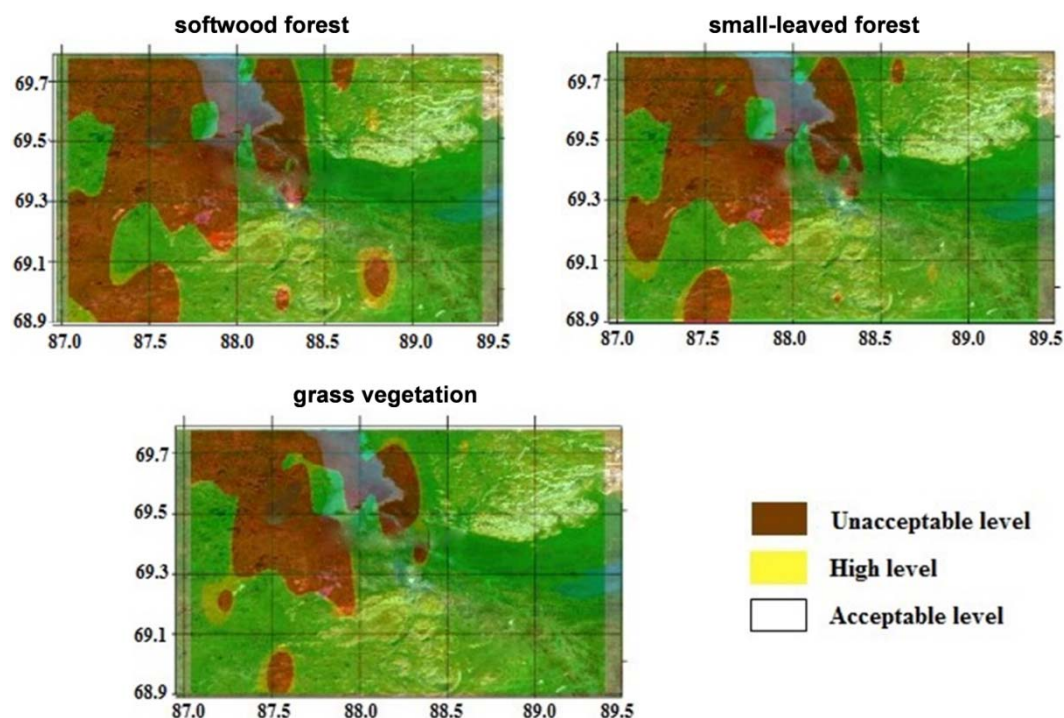 softwood forest
small-leaved forest
69.7
69.5
69.3
69.1
68.9
87.0 87.5 88.0 88.5 89.0 89.5
69.7
69.5
69.3
69.1
68.9
87.0 87.5 88.0 88.5 89.0 89.5
grass vegetation
69.7
69.5
69.3
69.1
68.9
87.0 87.5 88.0 88.5 89.0 89.5
Unacceptable level
High level
Acceptable level